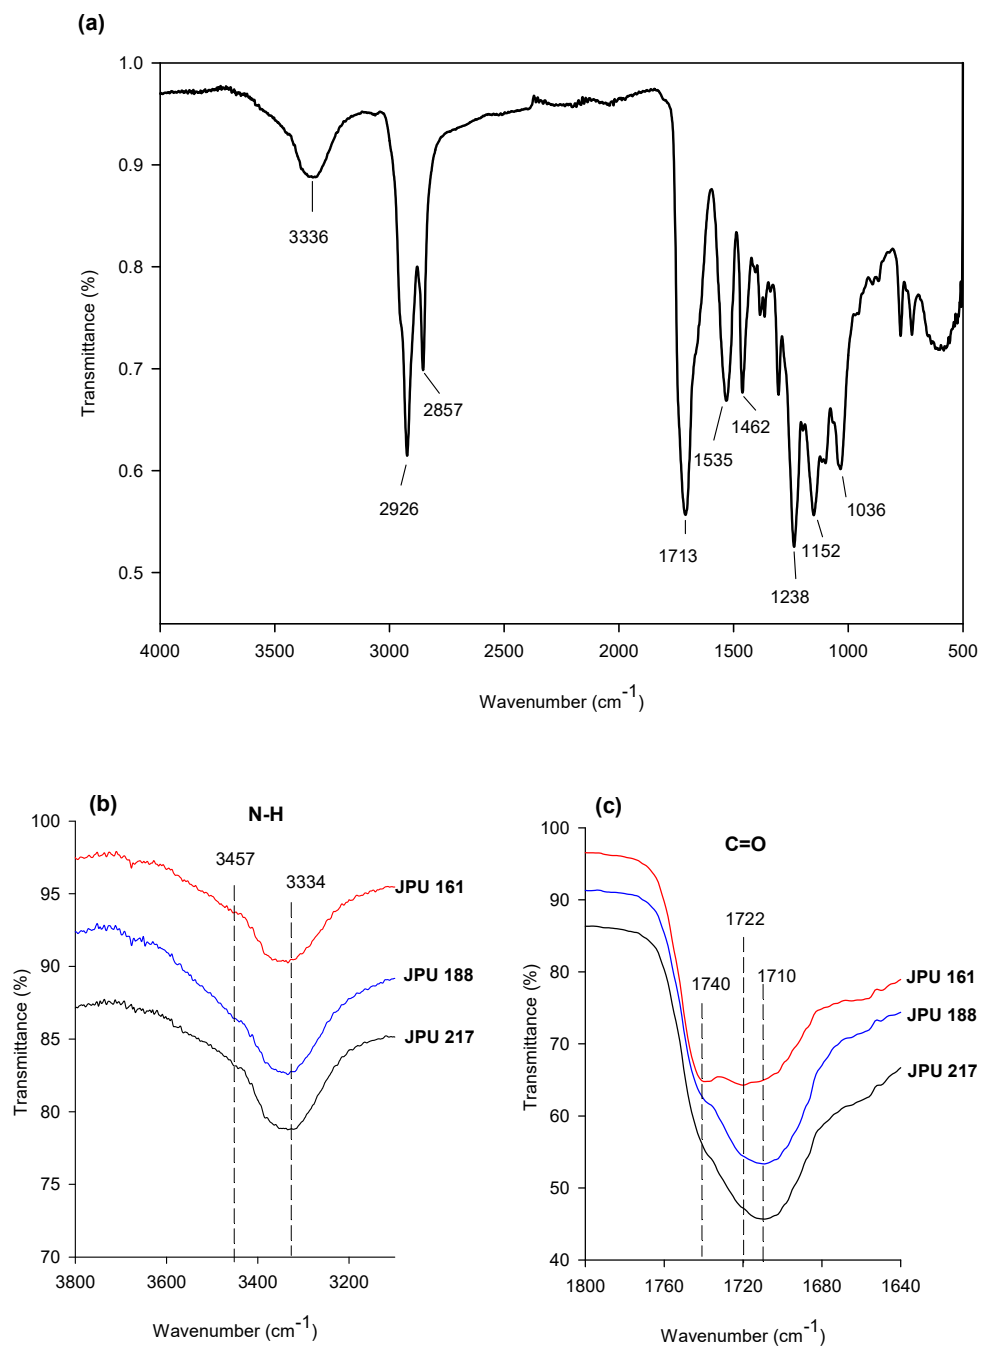 (a)
1.0
0.9
0.8
0.7
0.6
0.5
Transmittance (%)
3336
2926
2857
1713
1535
1462
1238
1152
1036
4000 3500 3000 2500 2000 1500 1000 500
Wavenumber (cm-1)
(b)
N-H
100
95
90
85
80
75
70
Transmittance (%)
3457
3334
JPU 161
JPU 188
JPU 217
3800 3600 3400 3200
Wavenumber (cm-1)
(c)
C=O
100
90
80
70
60
50
40
Transmittance (%)
1722
1740 1710
JPU 161
JPU 188
JPU 217
1800 1760 1720 1680 1640
Wavenumber (cm-1)